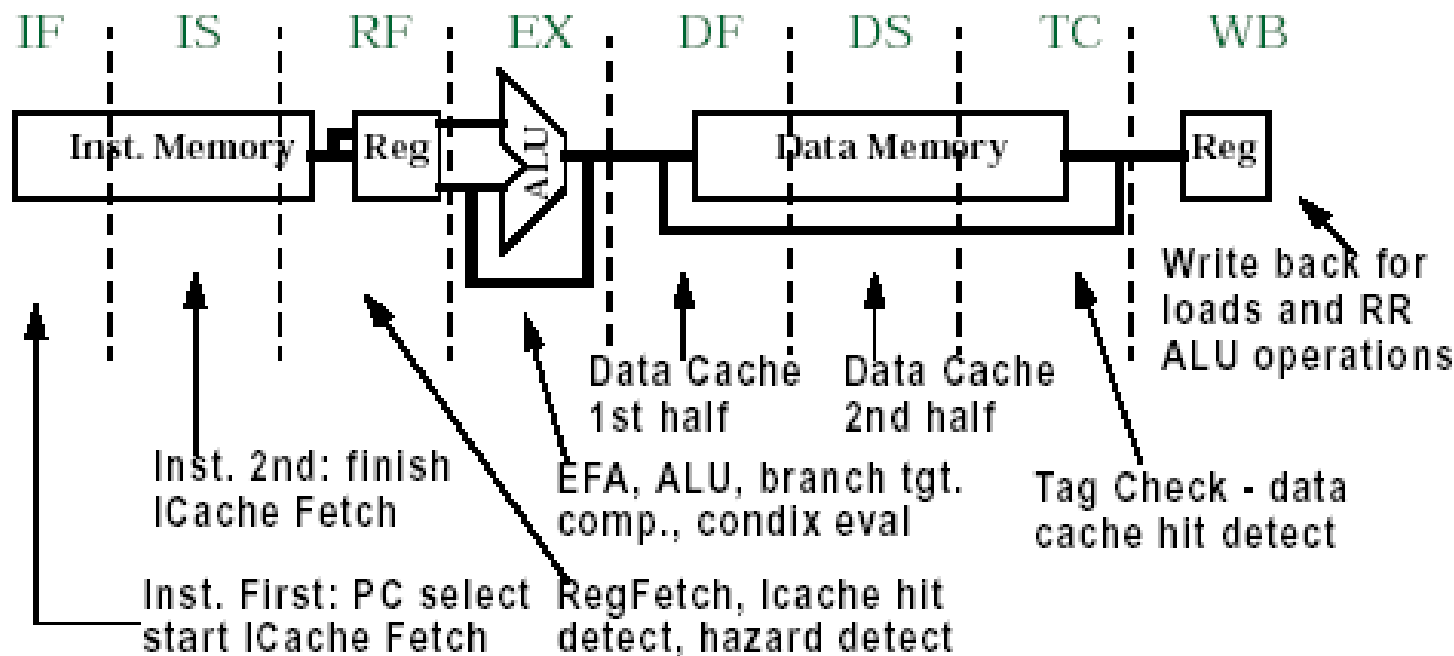 IF IS RF EX DF DS TC WB
Inst. Memory Reg ALU Data Memory Reg
Write back for
loads and RR
ALU operations
Data Cache
1st half
Data Cache
2nd half
Inst. 2nd: finish
ICache Fetch
EFA, ALU, branch tgt.
comp., condix eval
Tag Check - data
cache hit detect
Inst. First: PC select
start ICache Fetch
RegFetch, Icache hit
detect, hazard detect